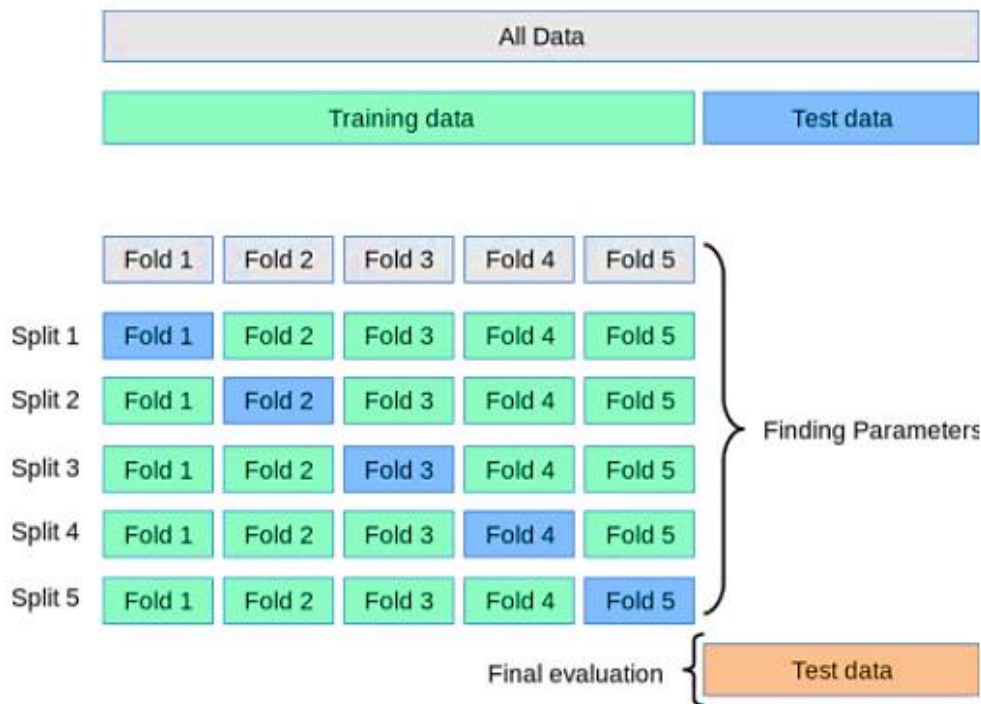 All Data
Training data Test data
Fold 1 Fold 2 Fold 3 Fold 4 Fold 5
Split 1 Fold 1 Fold 2 Fold 3 Fold 4 Fold 5
Split 2 Fold 1 Fold 2 Fold 3 Fold 4 Fold 5
Finding Parameters
Split 3 Fold 1 Fold 2 Fold 3 Fold 4 Fold 5
Split 4 Fold 1 Fold 2 Fold 3 Fold 4 Fold 5
Split 5 Fold 1 Fold 2 Fold 3 Fold 4 Fold 5
Final evaluation Test data